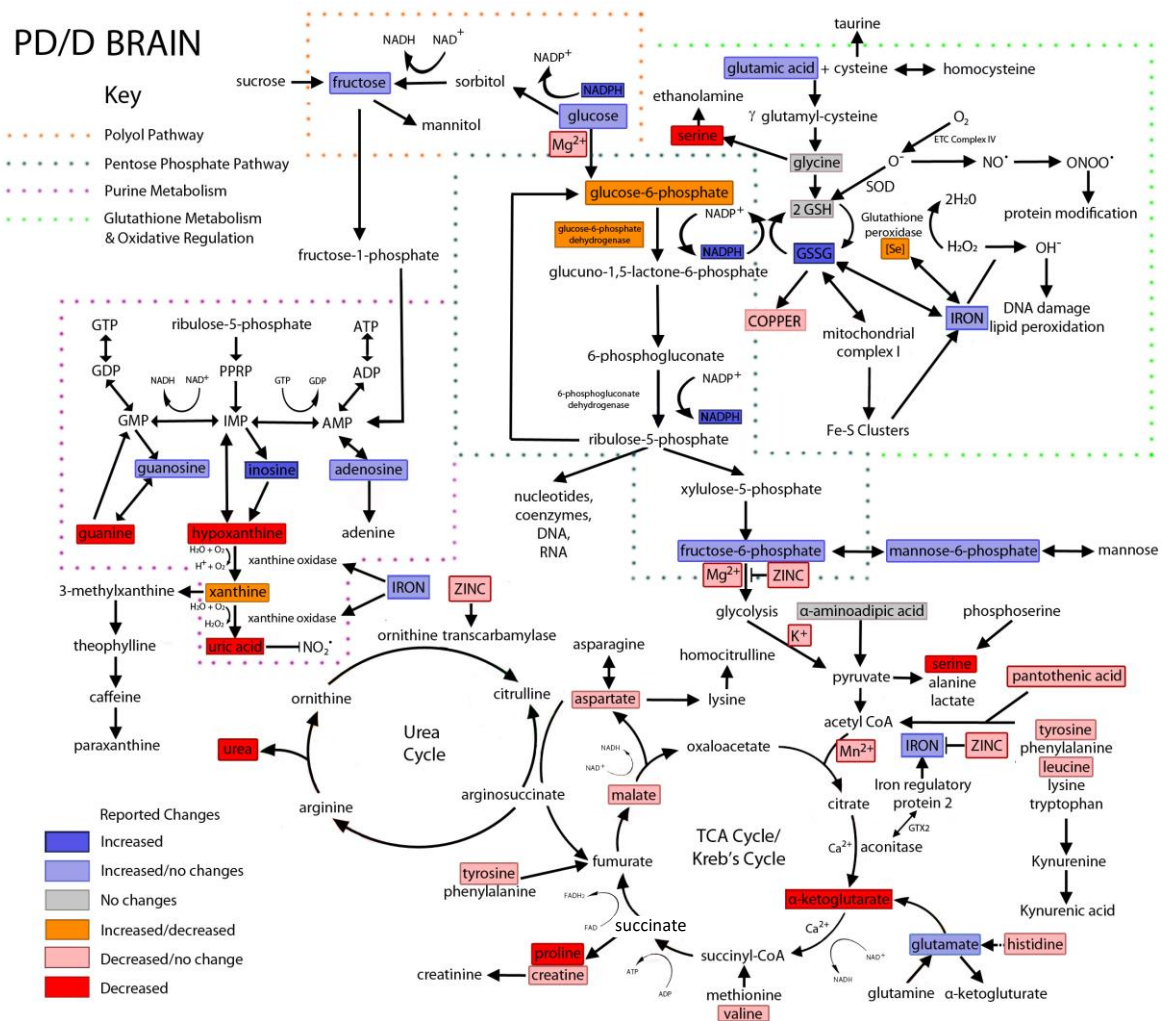 PD/D BRAIN
Key
Polyol Pathway
Pentose Phosphate Pathway
Purine Metabolism
Glutathione Metabolism
& Oxidative Regulation
NADH
NAD+
sucrose
fructose
sorbitol
mannitol
NADP+
NADPH
glucose
Mg2+
fructose-1-phosphate
taurine
glutamic acid + cysteine
homocysteine
ethanolamine
γ glutamyl-cysteine
serine
glycine
O2
ETC Complex IV
O-
NO•
ONOO•
SOD
protein modification
2 GSH
GSSG
Glutathione
peroxidase
[Se]
2H20
H2O2
OH-
DNA damage
lipid peroxidation
IRON
COPPER
mitochondrial
complex I
Fe-S Clusters
glucose-6-phosphate
glucose-6-phosphate
dehydrogenase
NADP+
NADPH
glucuno-1,5-lactone-6-phosphate
6-phosphogluconate
6-phosphogluconate
dehydrogenase
NADP+
NADPH
ribulose-5-phosphate
nucleotides,
coenzymes,
DNA,
RNA
xylulose-5-phosphate
fructose-6-phosphate
mannose-6-phosphate
mannose
Mg2+
ZINC
glycolysis
GTP
ribulose-5-phosphate
ATP
GDP
NADH
NAD+
PPRP
GTP
GDP
ADP
GMP
IMP
AMP
guanosine
inosine
adenosine
guanine
hypoxanthine
adenine
H2O + O2
H+ + O2
xanthine oxidase
3-methylxanthine
xanthine
IRON
ZINC
H2O + O2
H2O2
xanthine oxidase
uric acid
NO2•
theophylline
caffeine
paraxanthine
ornithine transcarbamylase
ornithine
citrulline
Urea
Cycle
urea
arginine
arginosuccinate
asparagine
aspartate
homocitrulline
lysine
α-aminoadipic acid
K+
phosphoserine
pyruvate
serine
alanine
lactate
pantothenic acid
acetyl CoA
Mn2+
IRON
ZINC
tyrosine
phenylalanine
leucine
lysine
tryptophan
Kynurenine
Kynurenic acid
Iron regulatory
protein 2
GTX2
aconitase
NADH
NAD+
oxaloacetate
malate
citrate
Ca2+
TCA Cycle/
Kreb's Cycle
fumurate
tyrosine
phenylalanine
FADH2
FAD
succinate
proline
creatine
creatinine
ATP
ADP
succinyl-CoA
methionine
valine
Ca2+
α-ketoglutarate
NAD+
NADH
glutamate
histidine
glutamine
α-ketogluturate
Reported Changes
Increased
Increased/no changes
No changes
Increased/decreased
Decreased/no change
Decreased